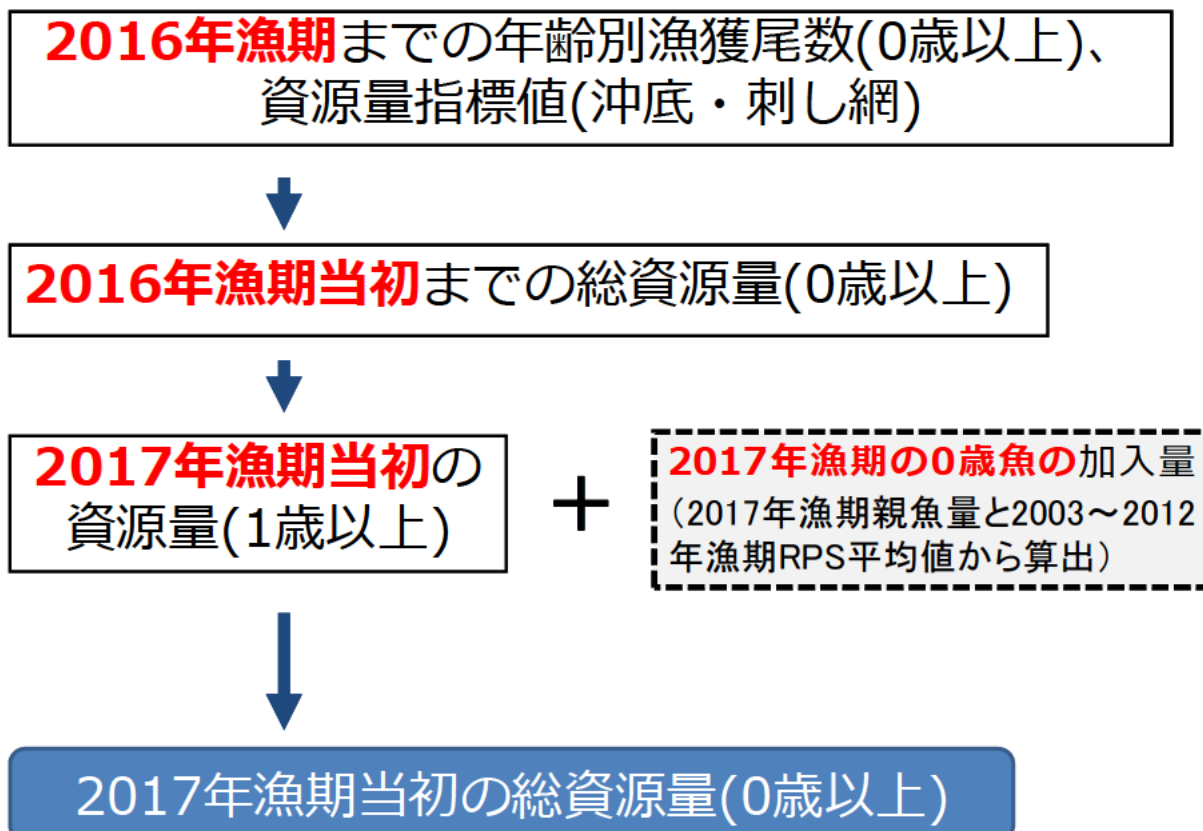 2016年漁期までの年齢別漁獲尾数(0歳以上)、
資源量指標値(沖底・刺し網)
2016年漁期当初までの総資源量(0歳以上)
2017年漁期当初の
資源量(1歳以上)
+
2017年漁期の0歳魚の加入量
(2017年漁期親魚量と2003～2012
年漁期RPS平均値から算出)
2017年漁期当初の総資源量(0歳以上)